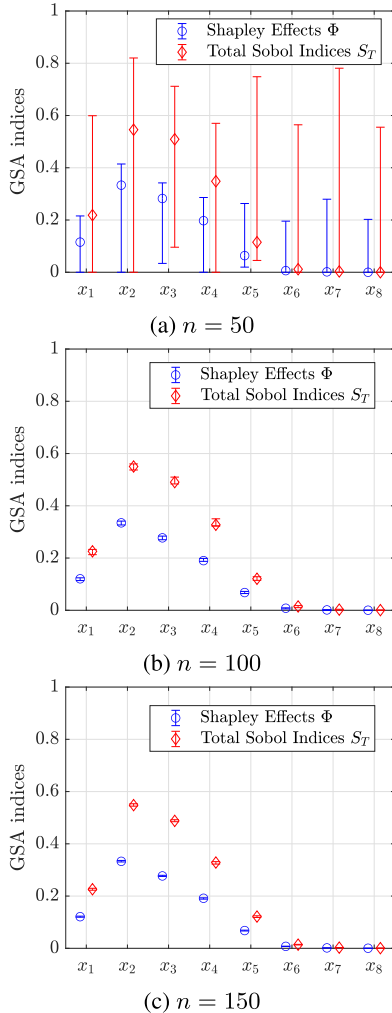 1
0.8
0.6
0.4
0.2
0
GSA indices
Shapley Effects Φ
Total Sobol Indices S_T
x_1 x_2 x_3 x_4 x_5 x_6 x_7 x_8
(a) n = 50
1
0.8
0.6
0.4
0.2
0
GSA indices
Shapley Effects Φ
Total Sobol Indices S_T
x_1 x_2 x_3 x_4 x_5 x_6 x_7 x_8
(b) n = 100
1
0.8
0.6
0.4
0.2
0
GSA indices
Shapley Effects Φ
Total Sobol Indices S_T
x_1 x_2 x_3 x_4 x_5 x_6 x_7 x_8
(c) n = 150